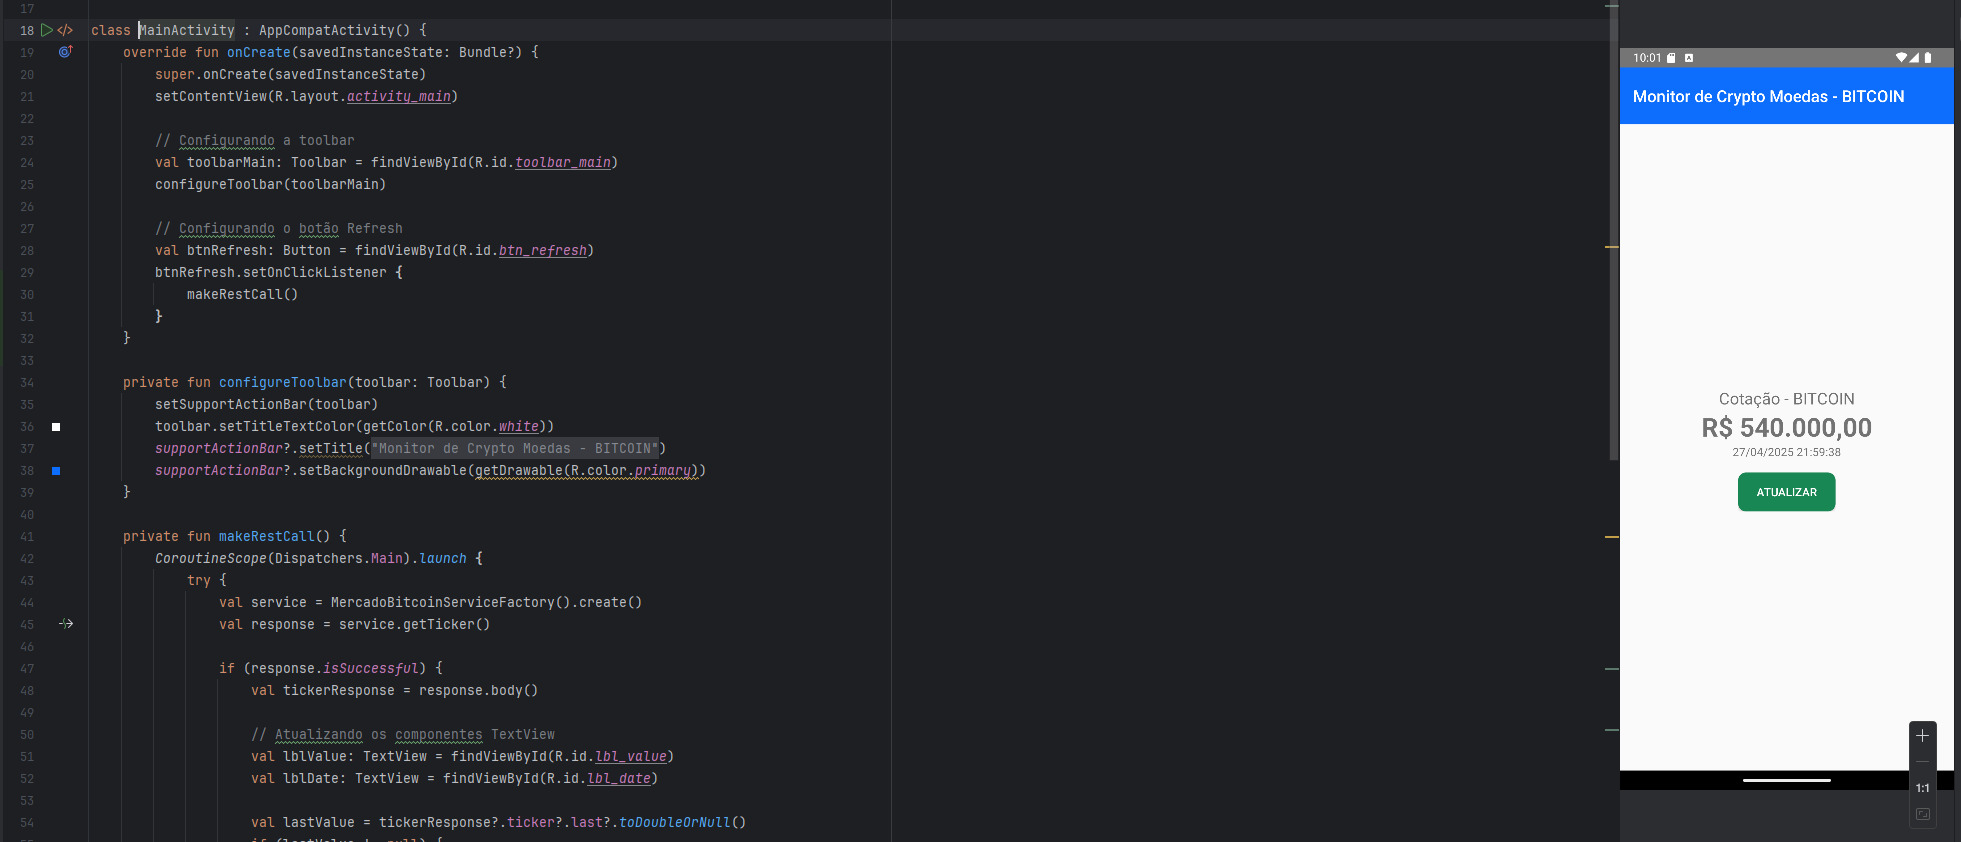 17
18 class MainActivity : AppCompatActivity() {
19 override fun onCreate(savedInstanceState: Bundle?) {
20 super.onCreate(savedInstanceState)
21 setContentView(R.layout.activity_main)
22
23 // Configurando a toolbar
24 val toolbarMain: Toolbar = findViewById(R.id.toolbar_main)
25 configureToolbar(toolbarMain)
26
27 // Configurando o botão Refresh
28 val btnRefresh: Button = findViewById(R.id.btn_refresh)
29 btnRefresh.setOnClickListener {
30 makeRestCall()
31 }
32 }
33
34 private fun configureToolbar(toolbar: Toolbar) {
35 setSupportActionBar(toolbar)
36 toolbar.setTitleTextColor(getColor(R.color.white))
37 supportActionBar?.setTitle("Monitor de Crypto Moedas - BITCOIN")
38 supportActionBar?.setBackgroundDrawable(getDrawable(R.color.primary))
39 }
40
41 private fun makeRestCall() {
42 CoroutineScope(Dispatchers.Main).launch {
43 try {
44 val service = MercadoBitcoinServiceFactory().create()
45 val response = service.getTicker()
46
47 if (response.isSuccessful) {
48 val tickerResponse = response.body()
49
50 // Atualizando os componentes TextView
51 val lblValue: TextView = findViewById(R.id.lbl_value)
52 val lblDate: TextView = findViewById(R.id.lbl_date)
53
54 val lastValue = tickerResponse?.ticker?.last?.toDoubleOrNull()
10:01
Monitor de Crypto Moedas - BITCOIN
Cotação - BITCOIN
R$ 540.000,00
27/04/2025 21:59:38
ATUALIZAR
1:1